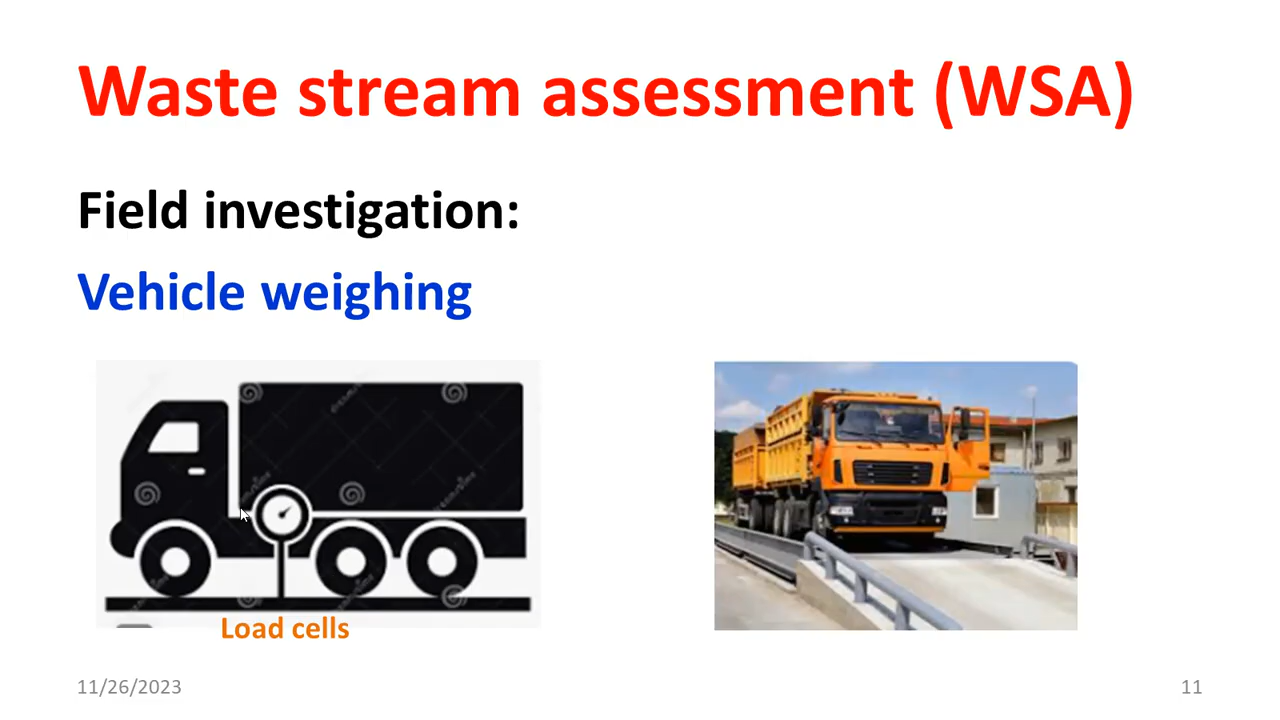 Waste stream assessment (WSA)
Field investigation:
Vehicle weighing
Load cells
11/26/2023
11